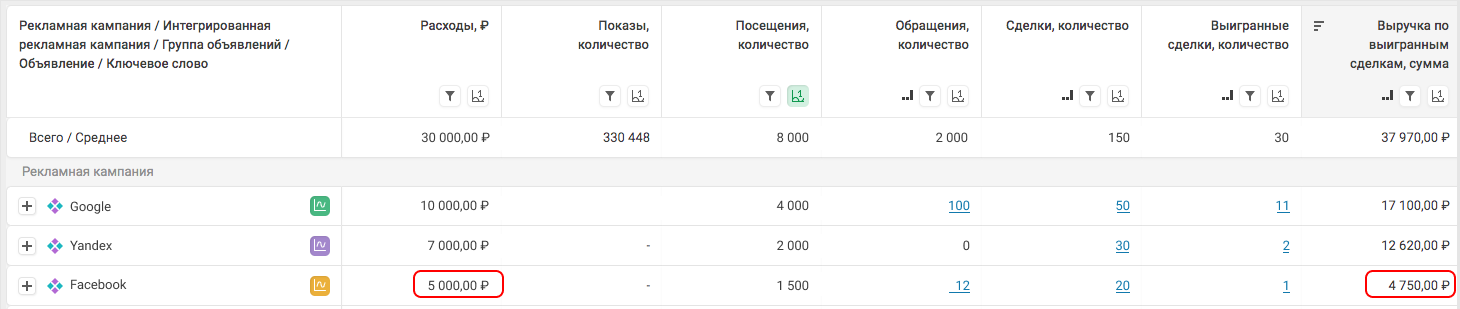 Рекламная кампания / Интегрированная
рекламная кампания / Группа объявлений /
Объявление / Ключевое слово
Расходы, ₽
Показы,
количество
Посещения,
количество
Обращения,
количество
Сделки, количество
Выигранные
сделки, количество
Выручка по
выигранным
сделкам, сумма
Всего / Среднее 30 000,00 ₽ 330 448 8 000 2 000 150 30 37 970,00 ₽
Рекламная кампания
Google 10 000,00 ₽ 4 000 100 50 11 17 100,00 ₽
Yandex 7 000,00 ₽ - 2 000 0 30 2 12 620,00 ₽
Facebook 5 000,00 ₽ - 1 500 12 20 1 4 750,00 ₽